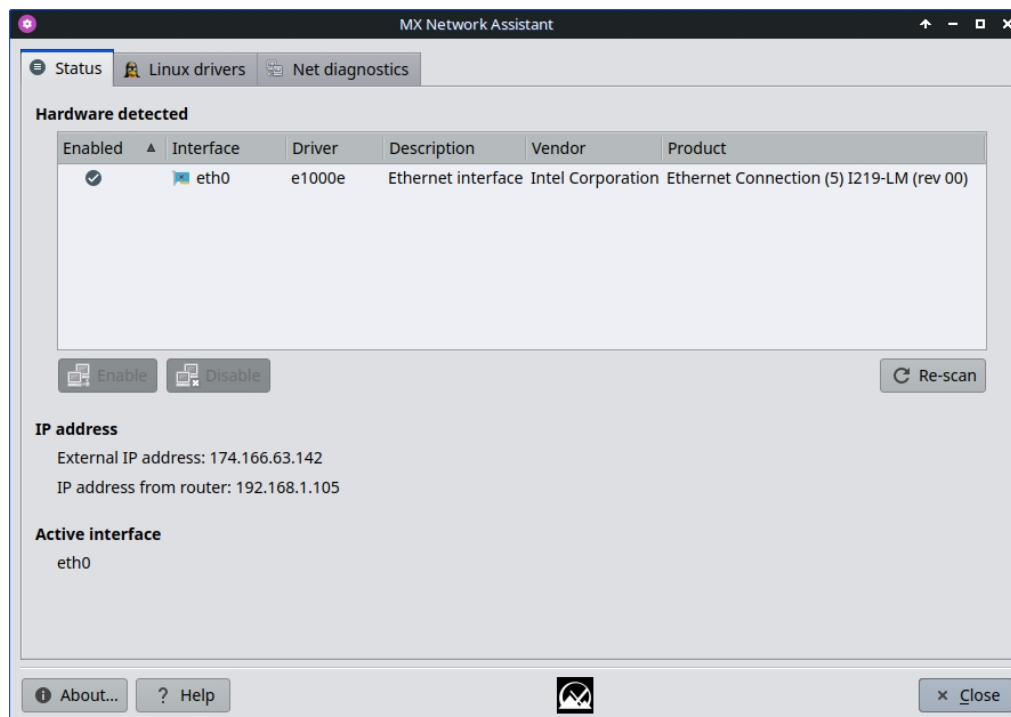 MX Network Assistant
Status Linux drivers Net diagnostics
Hardware detected
Enabled Interface Driver Description Vendor Product
eth0 e1000e Ethernet interface Intel Corporation Ethernet Connection (5) I219-LM (rev 00)
Enable Disable Re-scan
IP address
External IP address: 174.166.63.142
IP address from router: 192.168.1.105
Active interface
eth0
About... ? Help Close